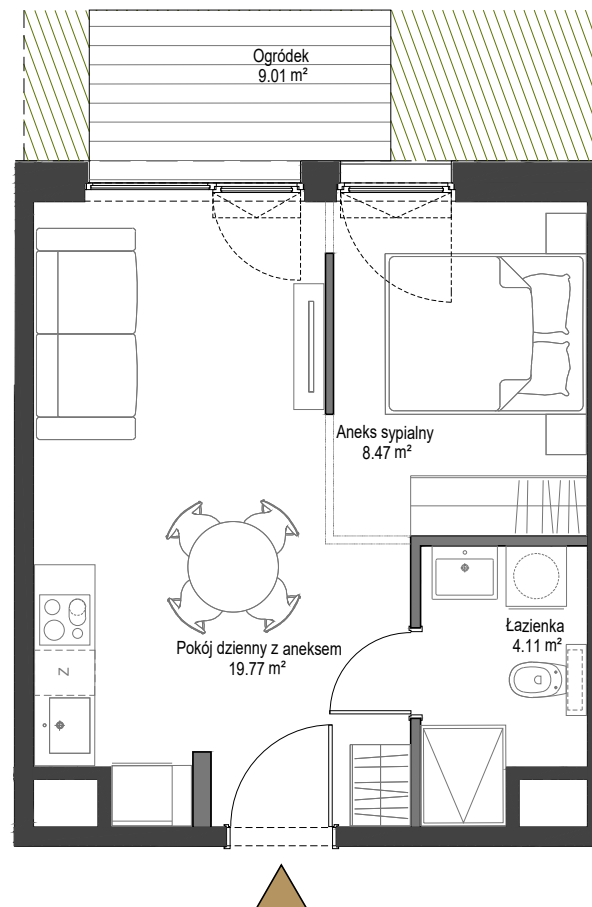 Ogródek
9.01 m²
Aneks sypialny
8.47 m²
Łazienka
4.11 m²
Pokój dzienny z aneksem
19.77 m²
Z